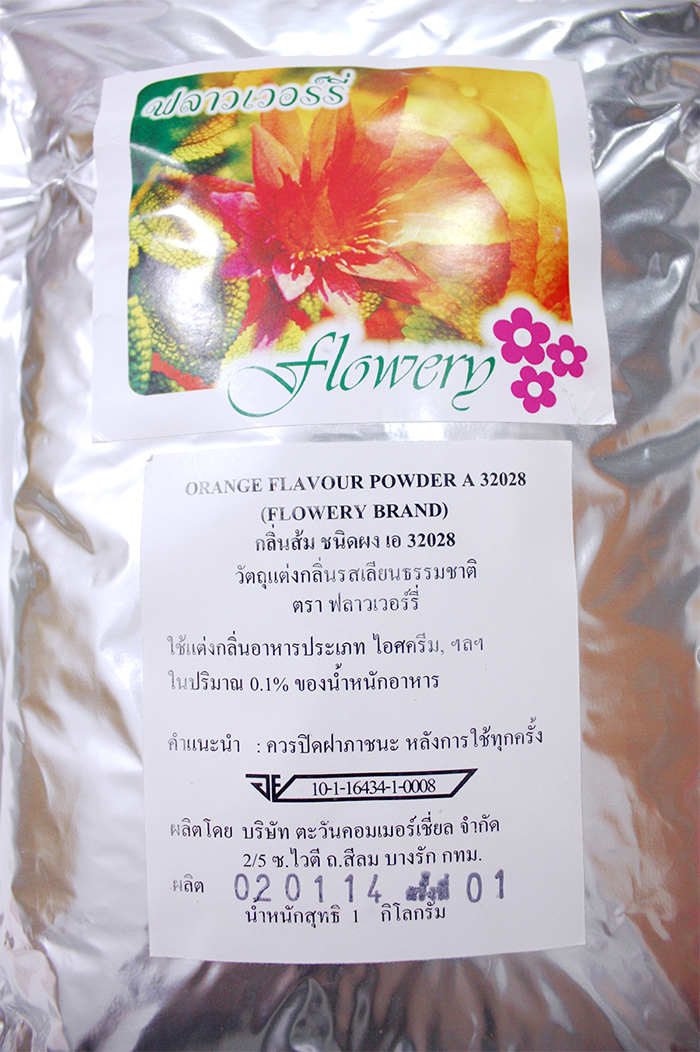 ฟลาวเวอร์รี่
flowery
ORANGE FLAVOUR POWDER A 32028
(FLOWERY BRAND)
กลิ่นส้ม ชนิดผง เอ 32028
วัตถุแต่งกลิ่นรสเลียนธรรมชาติ
ตรา ฟลาวเวอร์รี่
ใช้แต่งกลิ่นอาหารประเภท ไอศครีม, ฯลฯ
ในปริมาณ 0.1% ของน้ำหนักอาหาร
คำแนะนำ : ควรปิดฝาภาชนะ หลังการใช้ทุกครั้ง
อย 10-1-16434-1-0008
ผลิตโดย บริษัท ตะวันคอมเมอร์เชี่ยล จำกัด
2/5 ซ.ไวตี ถ.สีลม บางรัก กทม.
ผลิต 020114 ครั้งที่ 01
น้ำหนักสุทธิ 1 กิโลกรัม